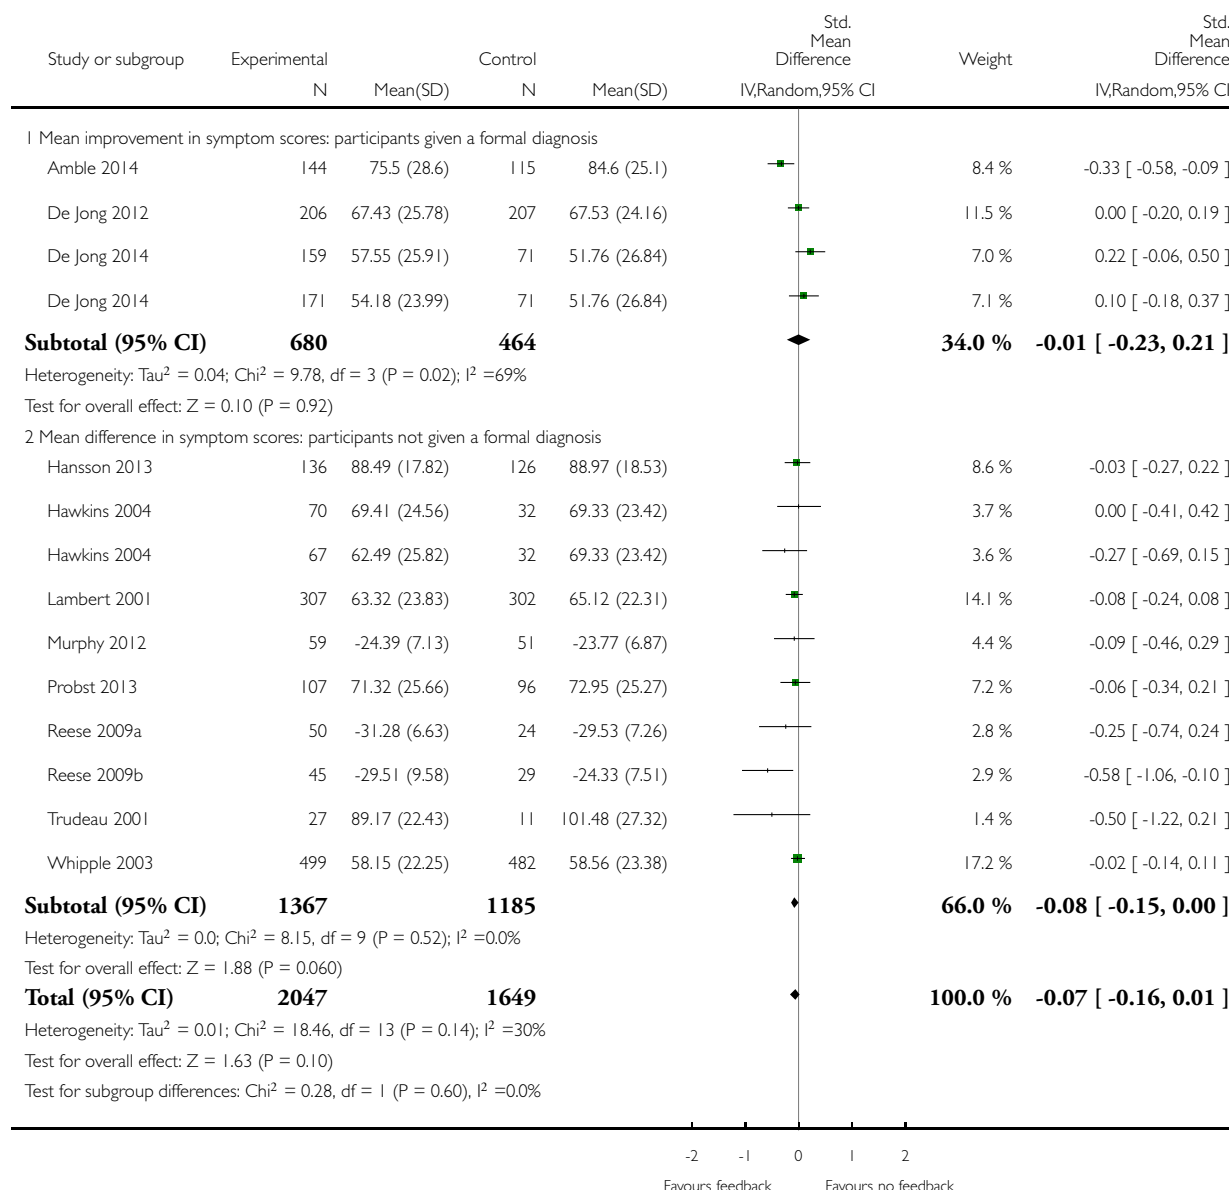 Study or subgroup Experimental Control Std. Mean Difference Weight Std. Mean Difference
N Mean(SD) N Mean(SD) IV,Random,95% CI IV,Random,95% CI
1 Mean improvement in symptom scores: participants given a formal diagnosis
Amble 2014 144 75.5 (28.6) 115 84.6 (25.1) 8.4 % -0.33 [ -0.58, -0.09 ]
De Jong 2012 206 67.43 (25.78) 207 67.53 (24.16) 11.5 % 0.00 [ -0.20, 0.19 ]
De Jong 2014 159 57.55 (25.91) 71 51.76 (26.84) 7.0 % 0.22 [ -0.06, 0.50 ]
De Jong 2014 171 54.18 (23.99) 71 51.76 (26.84) 7.1 % 0.10 [ -0.18, 0.37 ]
Subtotal (95% CI) 680 464 34.0 % -0.01 [ -0.23, 0.21 ]
Heterogeneity: Tau² = 0.04; Chi² = 9.78, df = 3 (P = 0.02); I² =69%
Test for overall effect: Z = 0.10 (P = 0.92)
2 Mean difference in symptom scores: participants not given a formal diagnosis
Hansson 2013 136 88.49 (17.82) 126 88.97 (18.53) 8.6 % -0.03 [ -0.27, 0.22 ]
Hawkins 2004 70 69.41 (24.56) 32 69.33 (23.42) 3.7 % 0.00 [ -0.41, 0.42 ]
Hawkins 2004 67 62.49 (25.82) 32 69.33 (23.42) 3.6 % -0.27 [ -0.69, 0.15 ]
Lambert 2001 307 63.32 (23.83) 302 65.12 (22.31) 14.1 % -0.08 [ -0.24, 0.08 ]
Murphy 2012 59 -24.39 (7.13) 51 -23.77 (6.87) 4.4 % -0.09 [ -0.46, 0.29 ]
Probst 2013 107 71.32 (25.66) 96 72.95 (25.27) 7.2 % -0.06 [ -0.34, 0.21 ]
Reese 2009a 50 -31.28 (6.63) 24 -29.53 (7.26) 2.8 % -0.25 [ -0.74, 0.24 ]
Reese 2009b 45 -29.51 (9.58) 29 -24.33 (7.51) 2.9 % -0.58 [ -1.06, -0.10 ]
Trudeau 2001 27 89.17 (22.43) 11 101.48 (27.32) 1.4 % -0.50 [ -1.22, 0.21 ]
Whipple 2003 499 58.15 (22.25) 482 58.56 (23.38) 17.2 % -0.02 [ -0.14, 0.11 ]
Subtotal (95% CI) 1367 1185 66.0 % -0.08 [ -0.15, 0.00 ]
Heterogeneity: Tau² = 0.0; Chi² = 8.15, df = 9 (P = 0.52); I² =0.0%
Test for overall effect: Z = 1.88 (P = 0.060)
Total (95% CI) 2047 1649 100.0 % -0.07 [ -0.16, 0.01 ]
Heterogeneity: Tau² = 0.01; Chi² = 18.46, df = 13 (P = 0.14); I² =30%
Test for overall effect: Z = 1.63 (P = 0.10)
Test for subgroup differences: Chi² = 0.28, df = 1 (P = 0.60), I² =0.0%
-2 -1 0 1 2
Favours feedback Favours no feedback